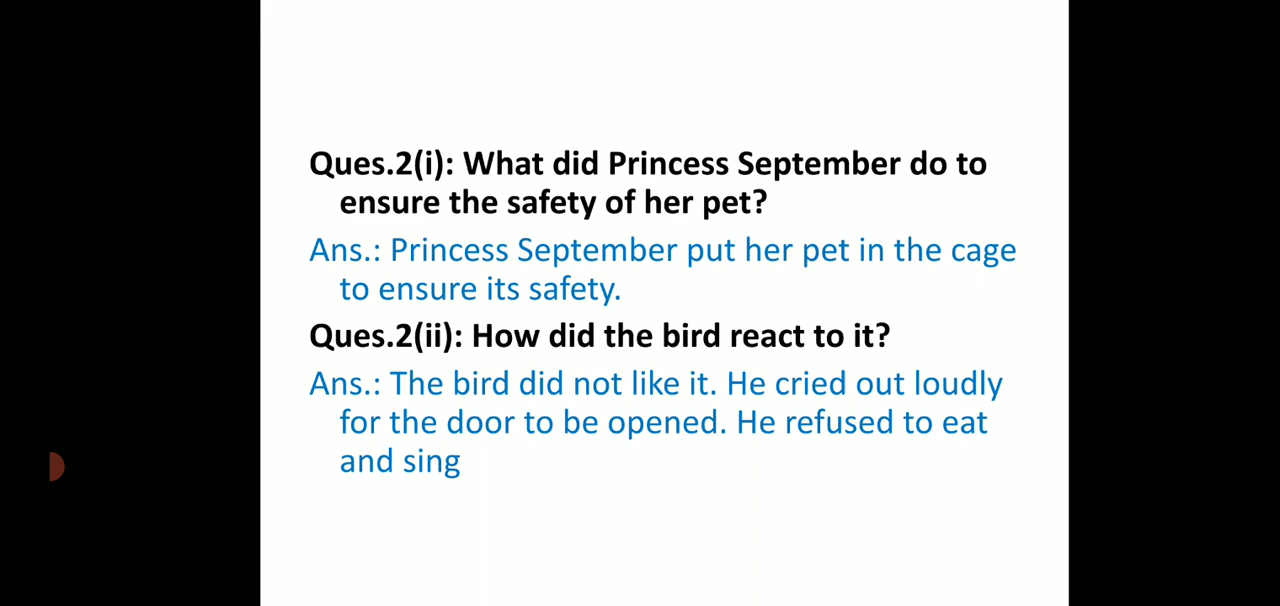 Ques.2(i): What did Princess September do to
ensure the safety of her pet?
Ans.: Princess September put her pet in the cage
to ensure its safety.
Ques.2(ii): How did the bird react to it?
Ans.: The bird did not like it. He cried out loudly
for the door to be opened. He refused to eat
and sing